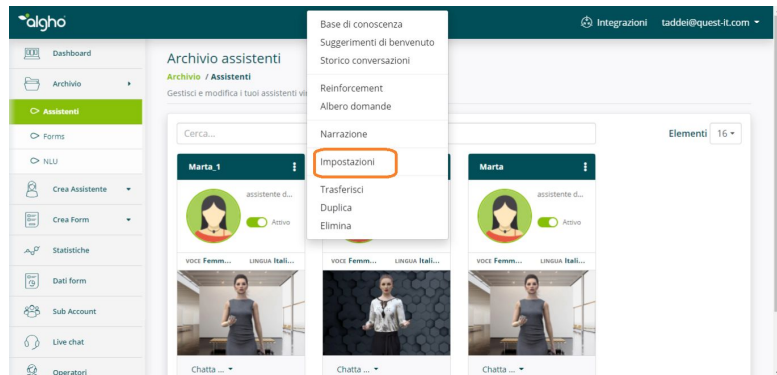 algho
Integrazioni
taddei@quest-it.com
Dashboard
Archivio
Assistenti
Forms
NLU
Crea Assistente
Crea Form
Statistiche
Dati form
Sub Account
Live chat
Operatori
Archivio assistenti
Archivio / Assistenti
Gestisci e modifica i tuoi assistenti
Cerca...
Elementi 16
Base di conoscenza
Suggerimenti di benvenuto
Storico conversazioni
Reinforcement
Albero domande
Narrazione
Impostazioni
Trasferisci
Duplica
Elimina
Marta_1
assistente d...
Attivo
VOCE Femm... LINGUA Itali...
Chatta ...
VOCE Femm... LINGUA Itali...
Chatta ...
Marta
assistente d...
Attivo
VOCE Femm... LINGUA Itali...
Chatta ...